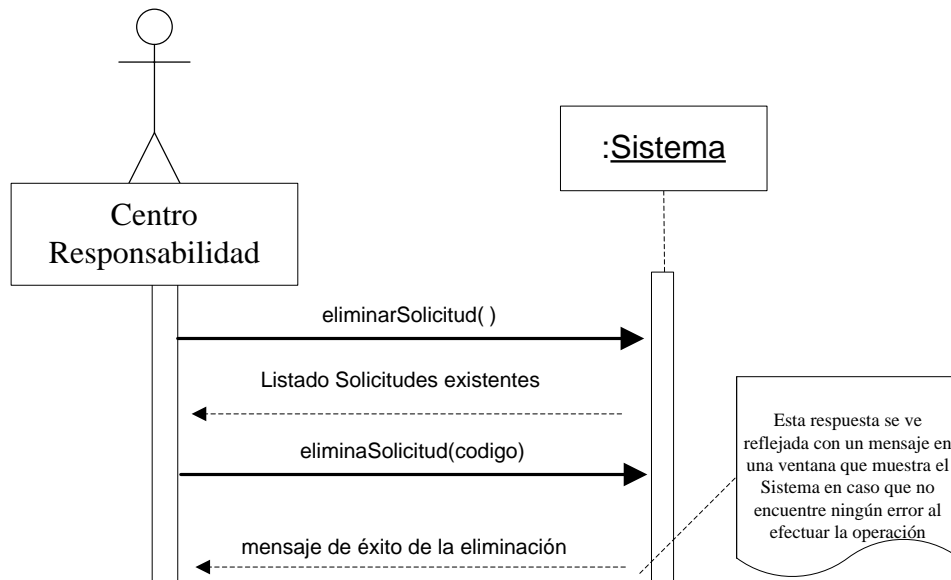 :Sistema
Centro
Responsabilidad
eliminarSolicitud( )
Listado Solicitudes existentes
eliminaSolicitud(codigo)
mensaje de éxito de la eliminación
Esta respuesta se ve
reflejada con un mensaje en
una ventana que muestra el
Sistema en caso que no
encuentre ningún error al
efectuar la operación